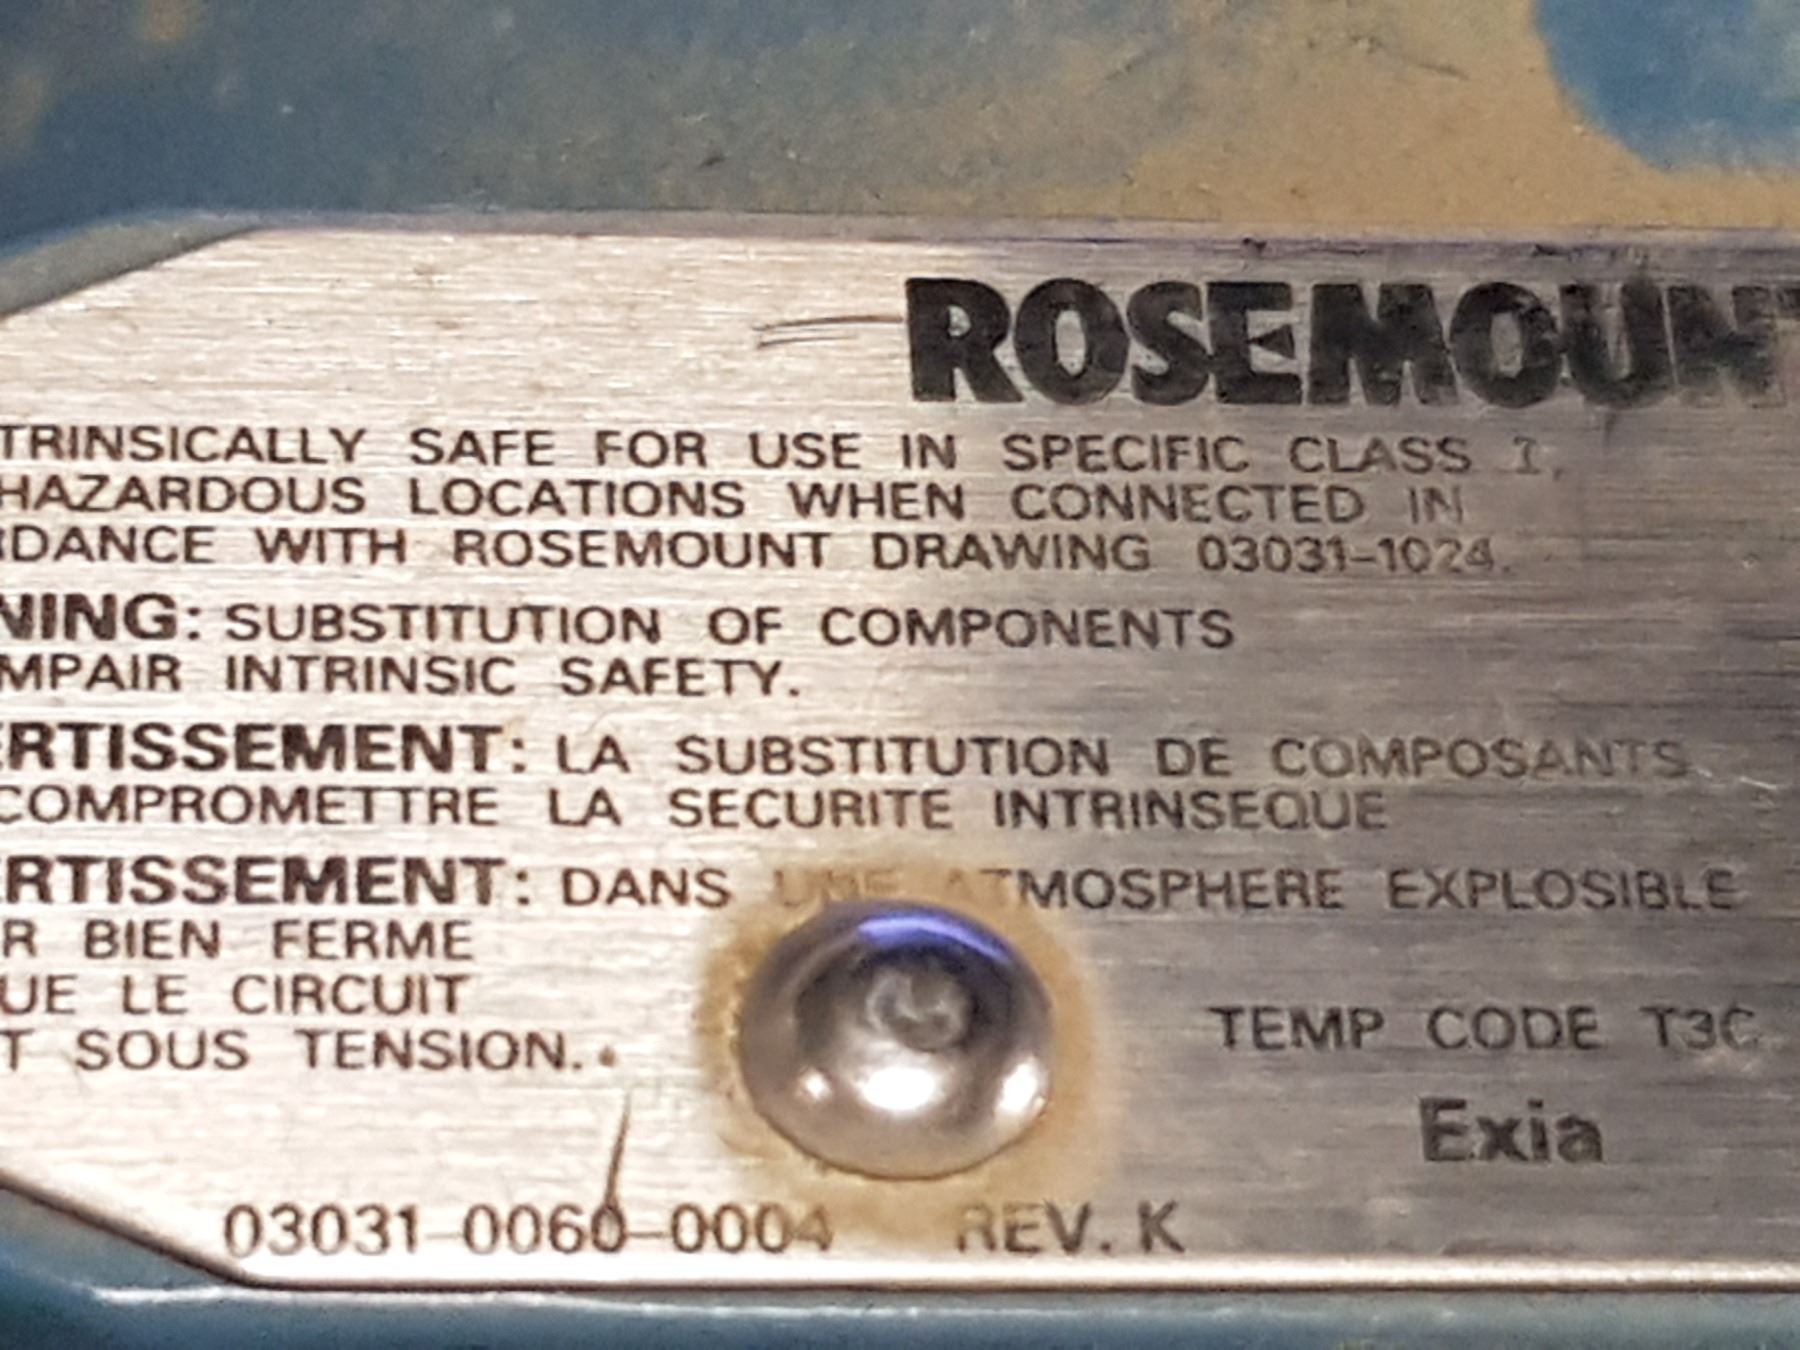 ROSEMOUNT
TRINSICALLY SAFE FOR USE IN SPECIFIC CLASS I,
HAZARDOUS LOCATIONS WHEN CONNECTED IN
RDANCE WITH ROSEMOUNT DRAWING 03031-1024.
NING: SUBSTITUTION OF COMPONENTS
MPAIR INTRINSIC SAFETY.
ERTISSEMENT: LA SUBSTITUTION DE COMPOSANTS
COMPROMETTRE LA SECURITE INTRINSEQUE
ERTISSEMENT: DANS UNE ATMOSPHERE EXPLOSIBLE
R BIEN FERME
UE LE CIRCUIT
T SOUS TENSION.
TEMP CODE T3C
Exia
03031-0060-0004 REV. K